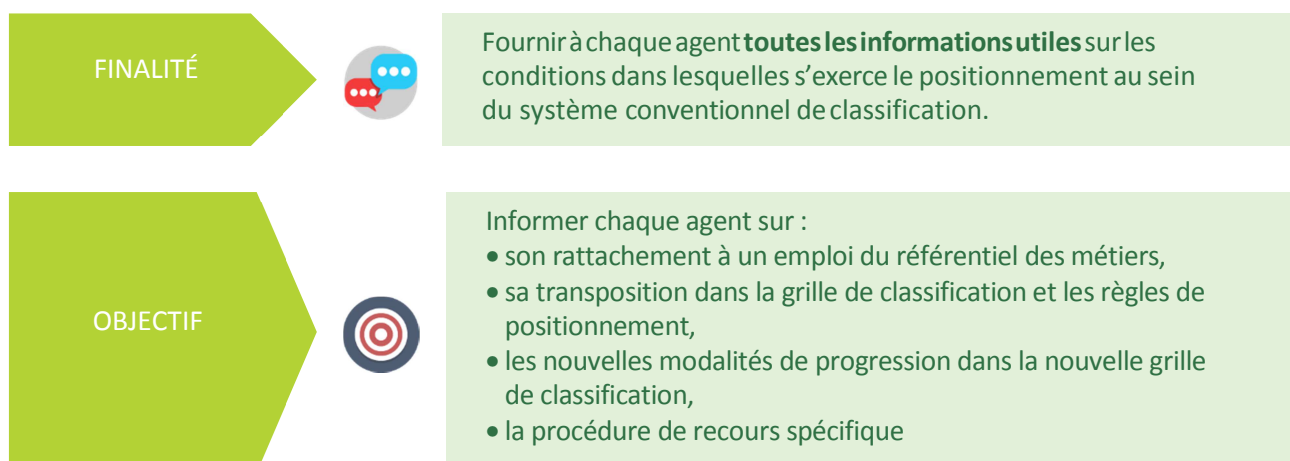 FINALITÉ
Fournir à chaque agent toutes les informations utiles sur les
conditions dans lesquelles s’exerce le positionnement au sein
du système conventionnel de classification.
OBJECTIF
Informer chaque agent sur :
• son rattachement à un emploi du référentiel des métiers,
• sa transposition dans la grille de classification et les règles de
positionnement,
• les nouvelles modalités de progression dans la nouvelle grille
de classification,
• la procédure de recours spécifique